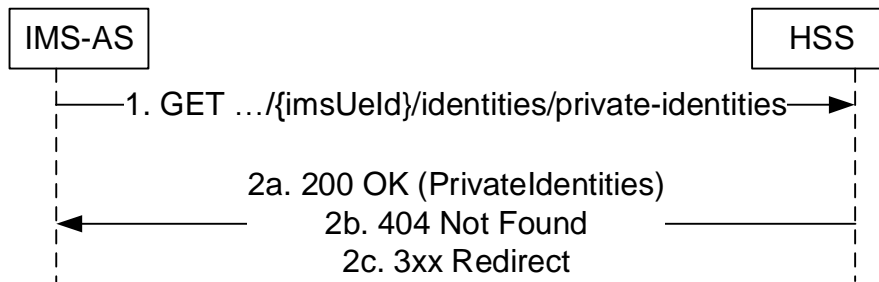 IMS-AS
HSS
1. GET …/{imsUeId}/identities/private-identities
2a. 200 OK (PrivateIdentities)
2b. 404 Not Found
2c. 3xx Redirect